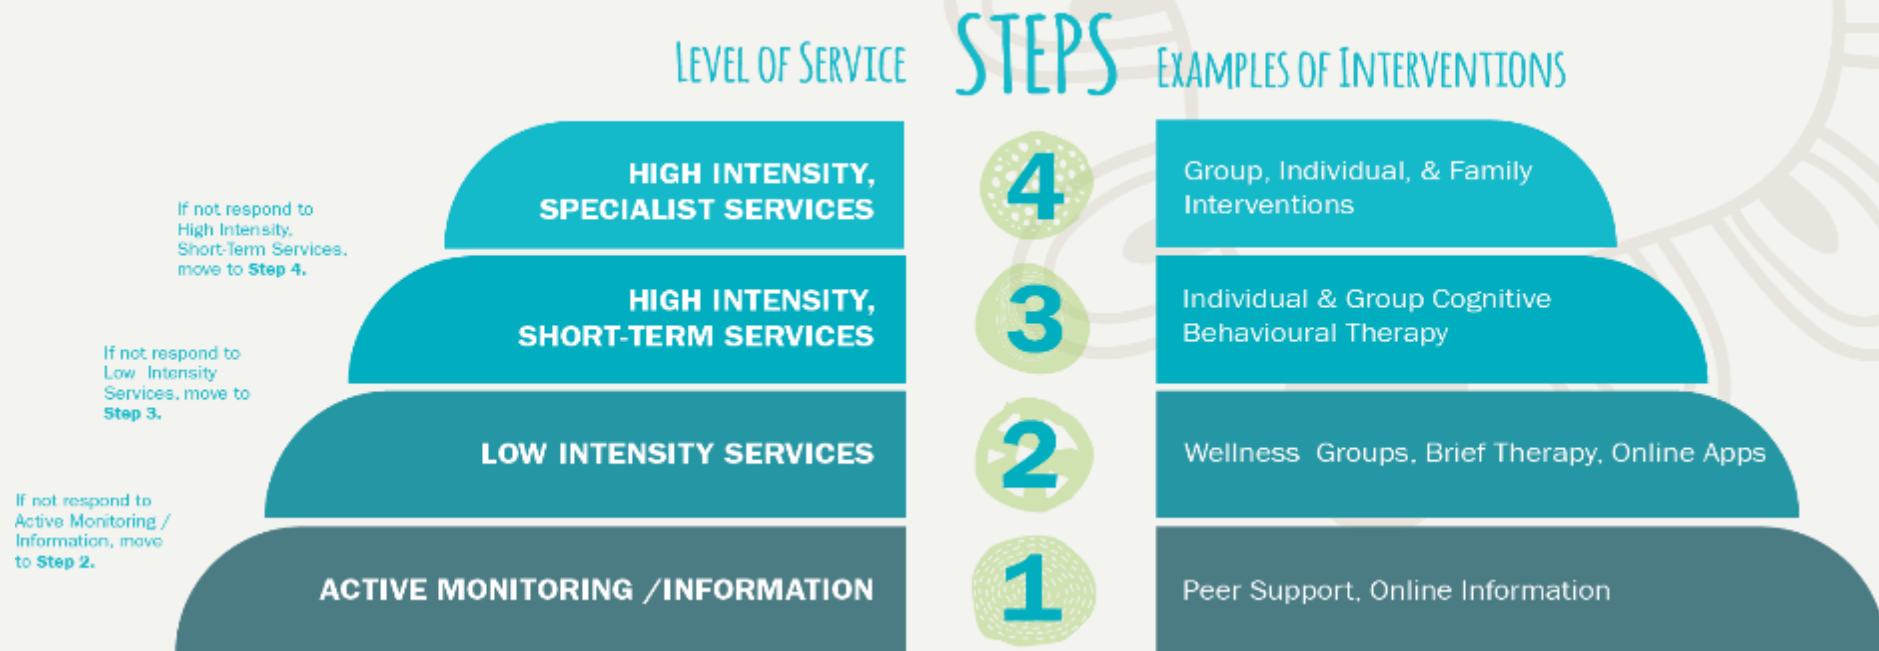 LEVEL OF SERVICE
STEPS
EXAMPLES OF INTERVENTIONS
If not respond to
High Intensity,
Short-Term Services,
move to Step 4.
HIGH INTENSITY,
SPECIALIST SERVICES
4
Group, Individual, & Family
Interventions
If not respond to
Low Intensity
Services, move to
Step 3.
HIGH INTENSITY,
SHORT-TERM SERVICES
3
Individual & Group Cognitive
Behavioural Therapy
If not respond to
Active Monitoring /
Information, move
to Step 2.
LOW INTENSITY SERVICES
2
Wellness Groups, Brief Therapy, Online Apps
ACTIVE MONITORING /INFORMATION
1
Peer Support, Online Information